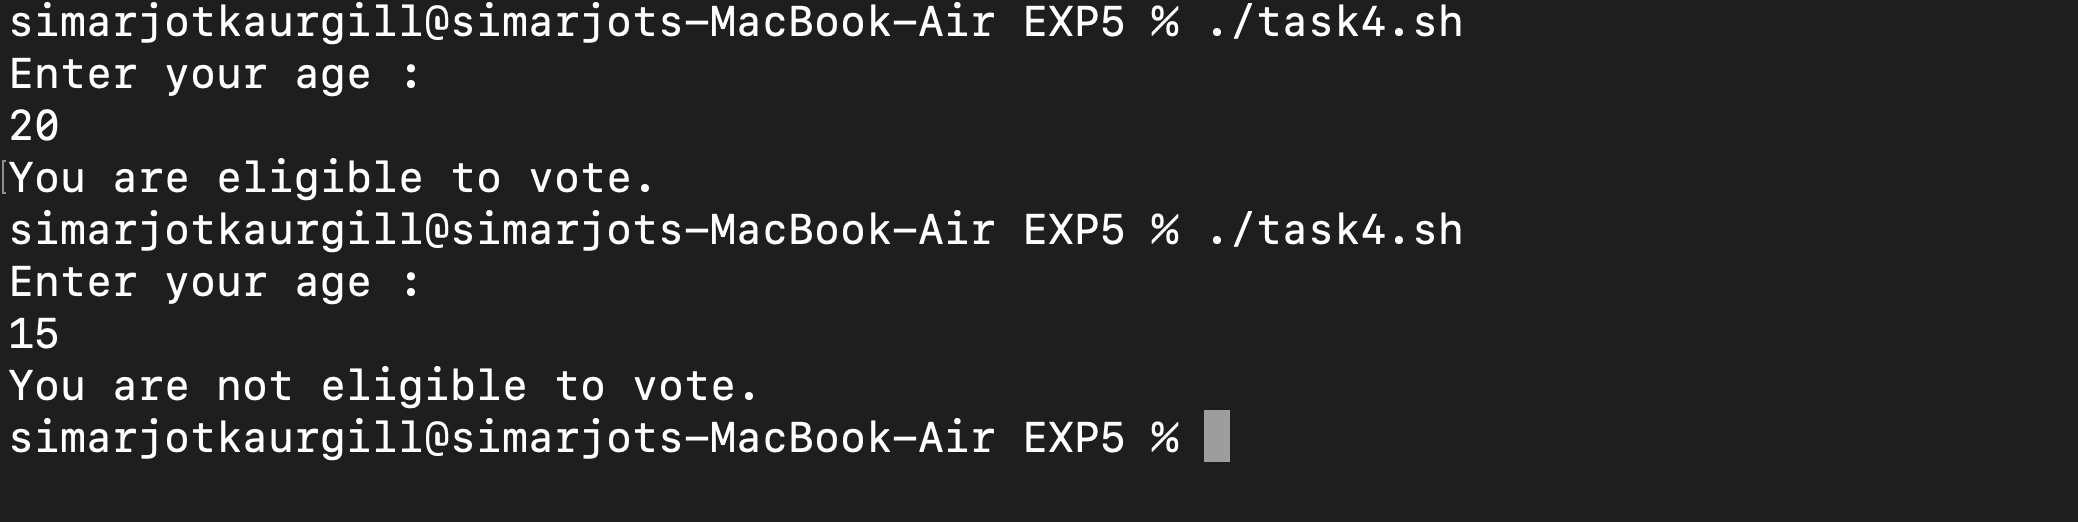 simarjotkaurgill@simarjots-MacBook-Air EXP5 % ./task4.sh
Enter your age :
20
You are eligible to vote.
simarjotkaurgill@simarjots-MacBook-Air EXP5 % ./task4.sh
Enter your age :
15
You are not eligible to vote.
simarjotkaurgill@simarjots-MacBook-Air EXP5 %